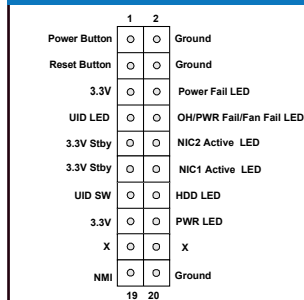 1 2
Power Button Ground
Reset Button Ground
3.3V Power Fail LED
UID LED OH/PWR Fail/Fan Fail LED
3.3V Stby NIC2 Active LED
3.3V Stby NIC1 Active LED
UID SW HDD LED
3.3V PWR LED
X X
NMI Ground
19 20